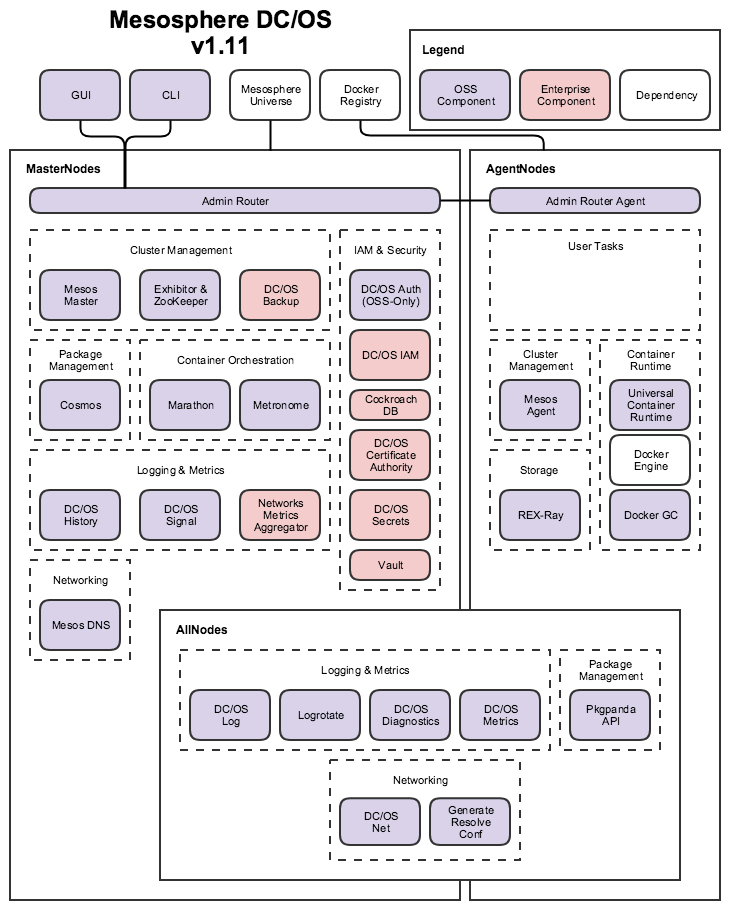 Mesosphere DC/OS
v1.11
Legend
OSS
Component
Enterprise
Component
Dependency
GUI
CLI
Mesosphere
Universe
Docker
Registry
MasterNodes
Admin Router
Cluster Management
Mesos
Master
Exhibitor &
ZooKeeper
DC/OS
Backup
Package
Management
Cosmos
Container Orchestration
Marathon
Metronome
Logging & Metrics
DC/OS
History
DC/OS
Signal
Networks
Metrics
Aggregator
Networking
Mesos DNS
IAM & Security
DC/OS Auth
(OSS-Only)
DC/OS IAM
Cockroach
DB
DC/OS
Certificate
Authority
DC/OS
Secrets
Vault
AgentNodes
Admin Router Agent
User Tasks
Cluster
Management
Mesos
Agent
Storage
REX-Ray
Container
Runtime
Universal
Container
Runtime
Docker
Engine
Docker GC
AllNodes
Logging & Metrics
DC/OS
Log
Logrotate
DC/OS
Diagnostics
DC/OS
Metrics
Package
Management
Pkgpanda
API
Networking
DC/OS
Net
Generate
Resolve
Conf